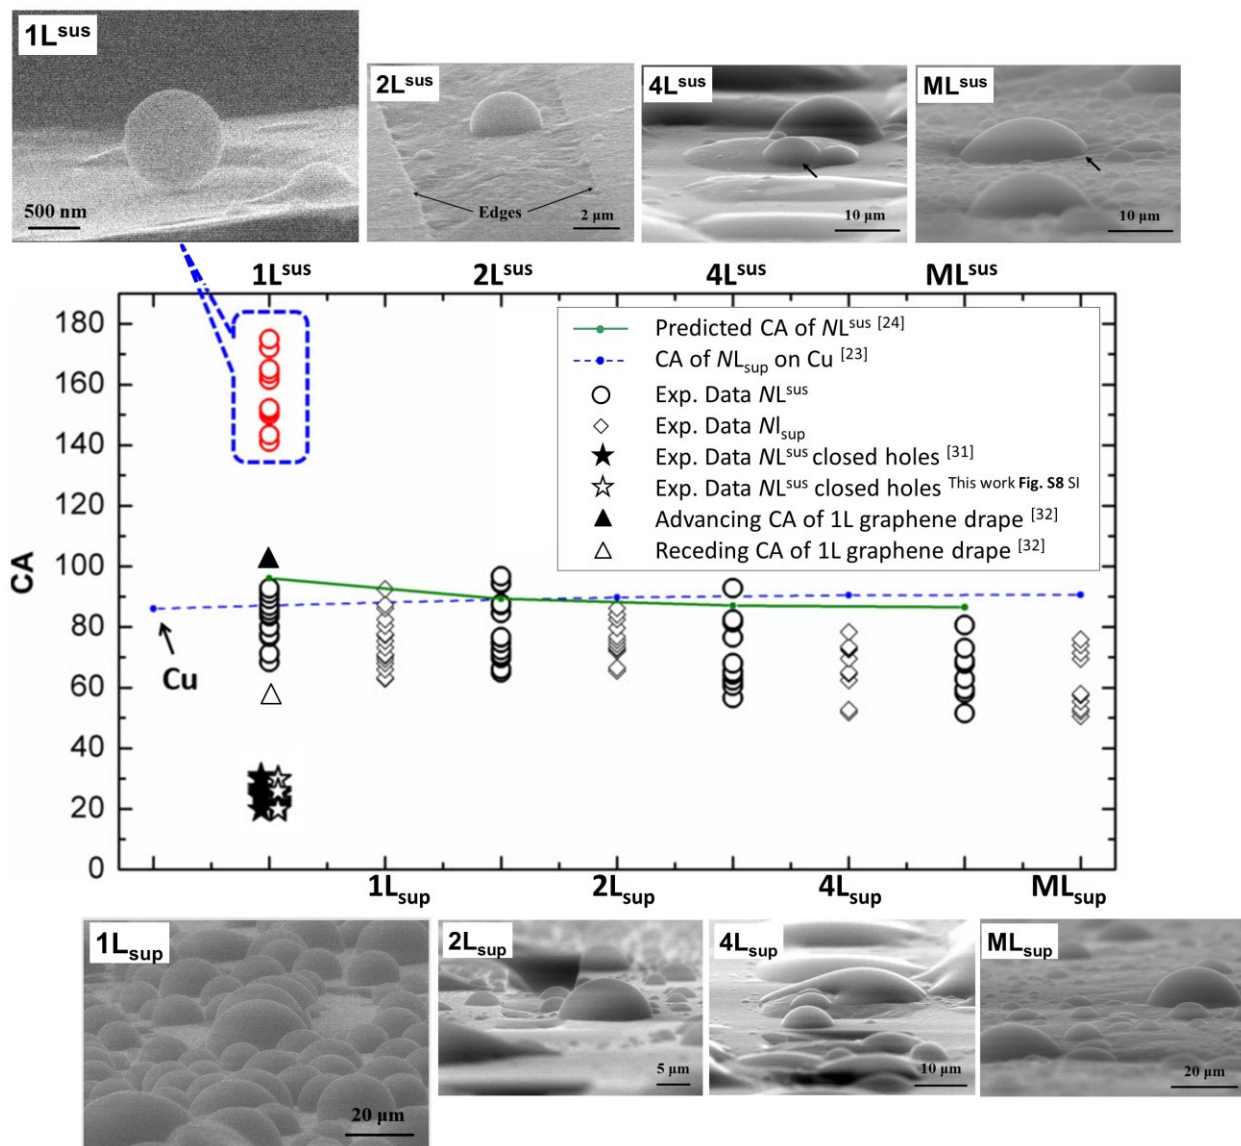 1L^sus
500 nm
2L^sus
Edges
2 µm
4L^sus
10 µm
ML^sus
10 µm
1L^sus 2L^sus 4L^sus ML^sus
180
160
140
120
100
80
60
40
20
0
CA
Cu
Predicted CA of NL^sus [24]
CA of NL_sup on Cu [23]
Exp. Data NL^sus
Exp. Data Nl_sup
Exp. Data NL^sus closed holes [31]
Exp. Data NL^sus closed holes This work Fig. S8 SI
Advancing CA of 1L graphene drape [32]
Receding CA of 1L graphene drape [32]
1L_sup 2L_sup 4L_sup ML_sup
1L_sup
20 µm
2L_sup
5 µm
4L_sup
10 µm
ML_sup
20 µm